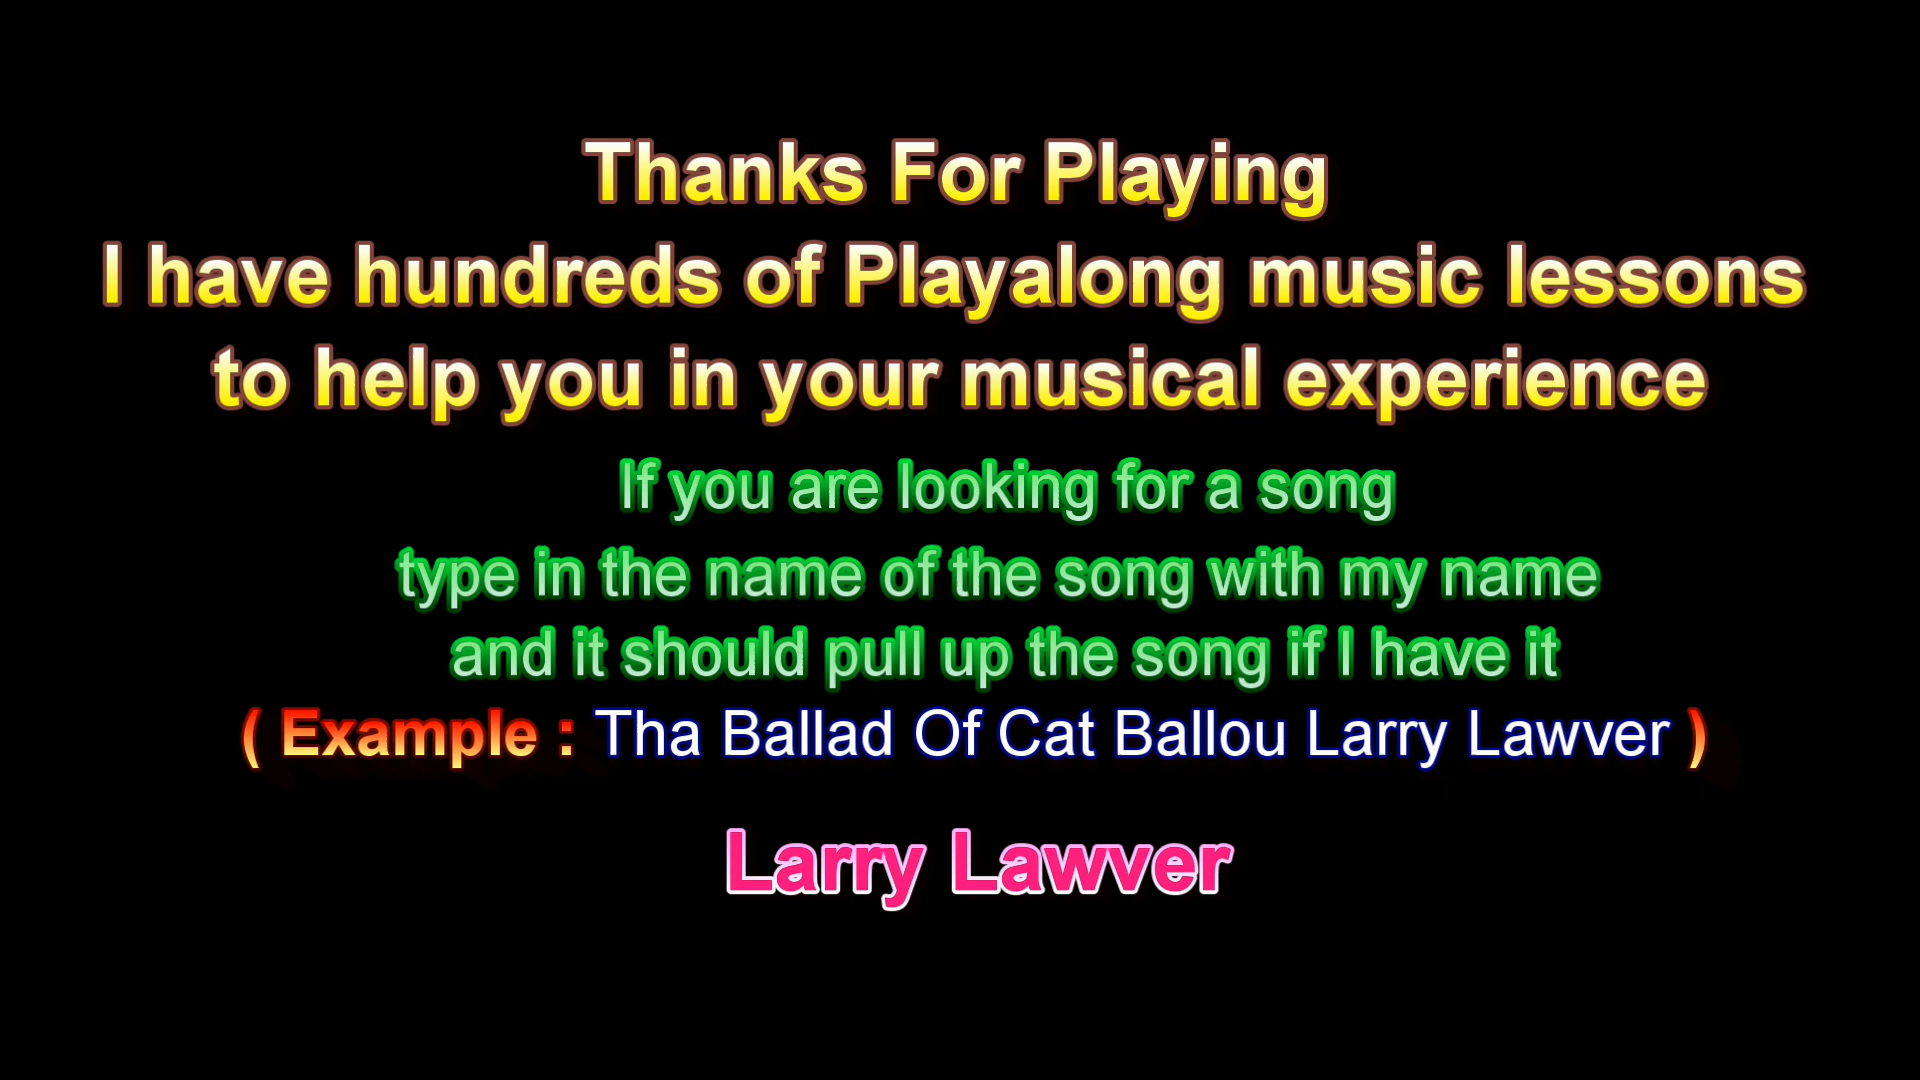 Thanks For Playing
I have hundreds of Playalong music lessons
to help you in your musical experience
If you are looking for a song
type in the name of the song with my name
and it should pull up the song if I have it
( Example : Tha Ballad Of Cat Ballou Larry Lawver )
Larry Lawver